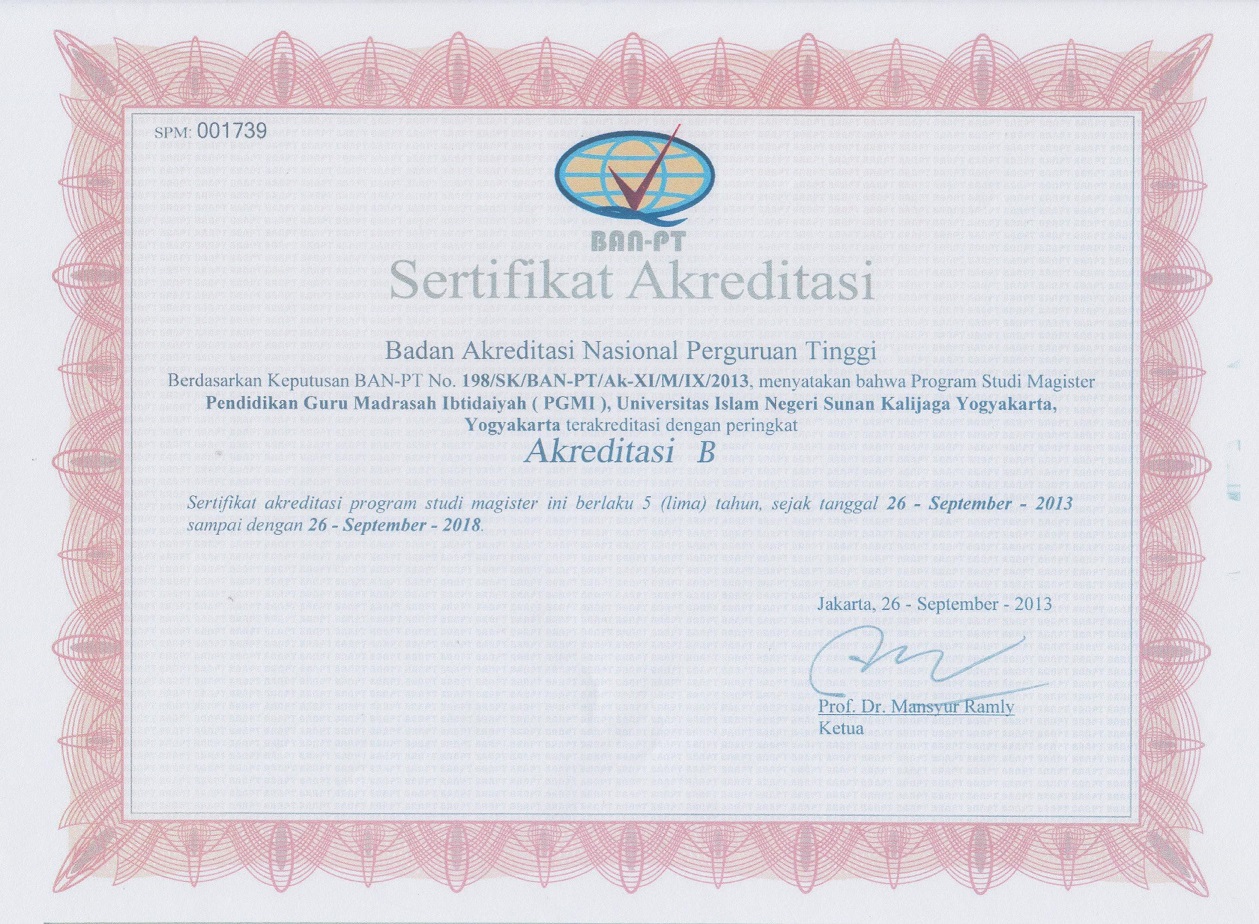 SPM: 001739
BAN-PT
Sertifikat Akreditasi
Badan Akreditasi Nasional Perguruan Tinggi
Berdasarkan Keputusan BAN-PT No. 198/SK/BAN-PT/Ak-XI/M/IX/2013, menyatakan bahwa Program Studi Magister
Pendidikan Guru Madrasah Ibtidaiyah ( PGMI ), Universitas Islam Negeri Sunan Kalijaga Yogyakarta,
Yogyakarta terakreditasi dengan peringkat
Akreditasi B
Sertifikat akreditasi program studi magister ini berlaku 5 (lima) tahun, sejak tanggal 26 - September - 2013
sampai dengan 26 - September - 2018.
Jakarta, 26 - September - 2013
Prof. Dr. Mansyur Ramly
Ketua